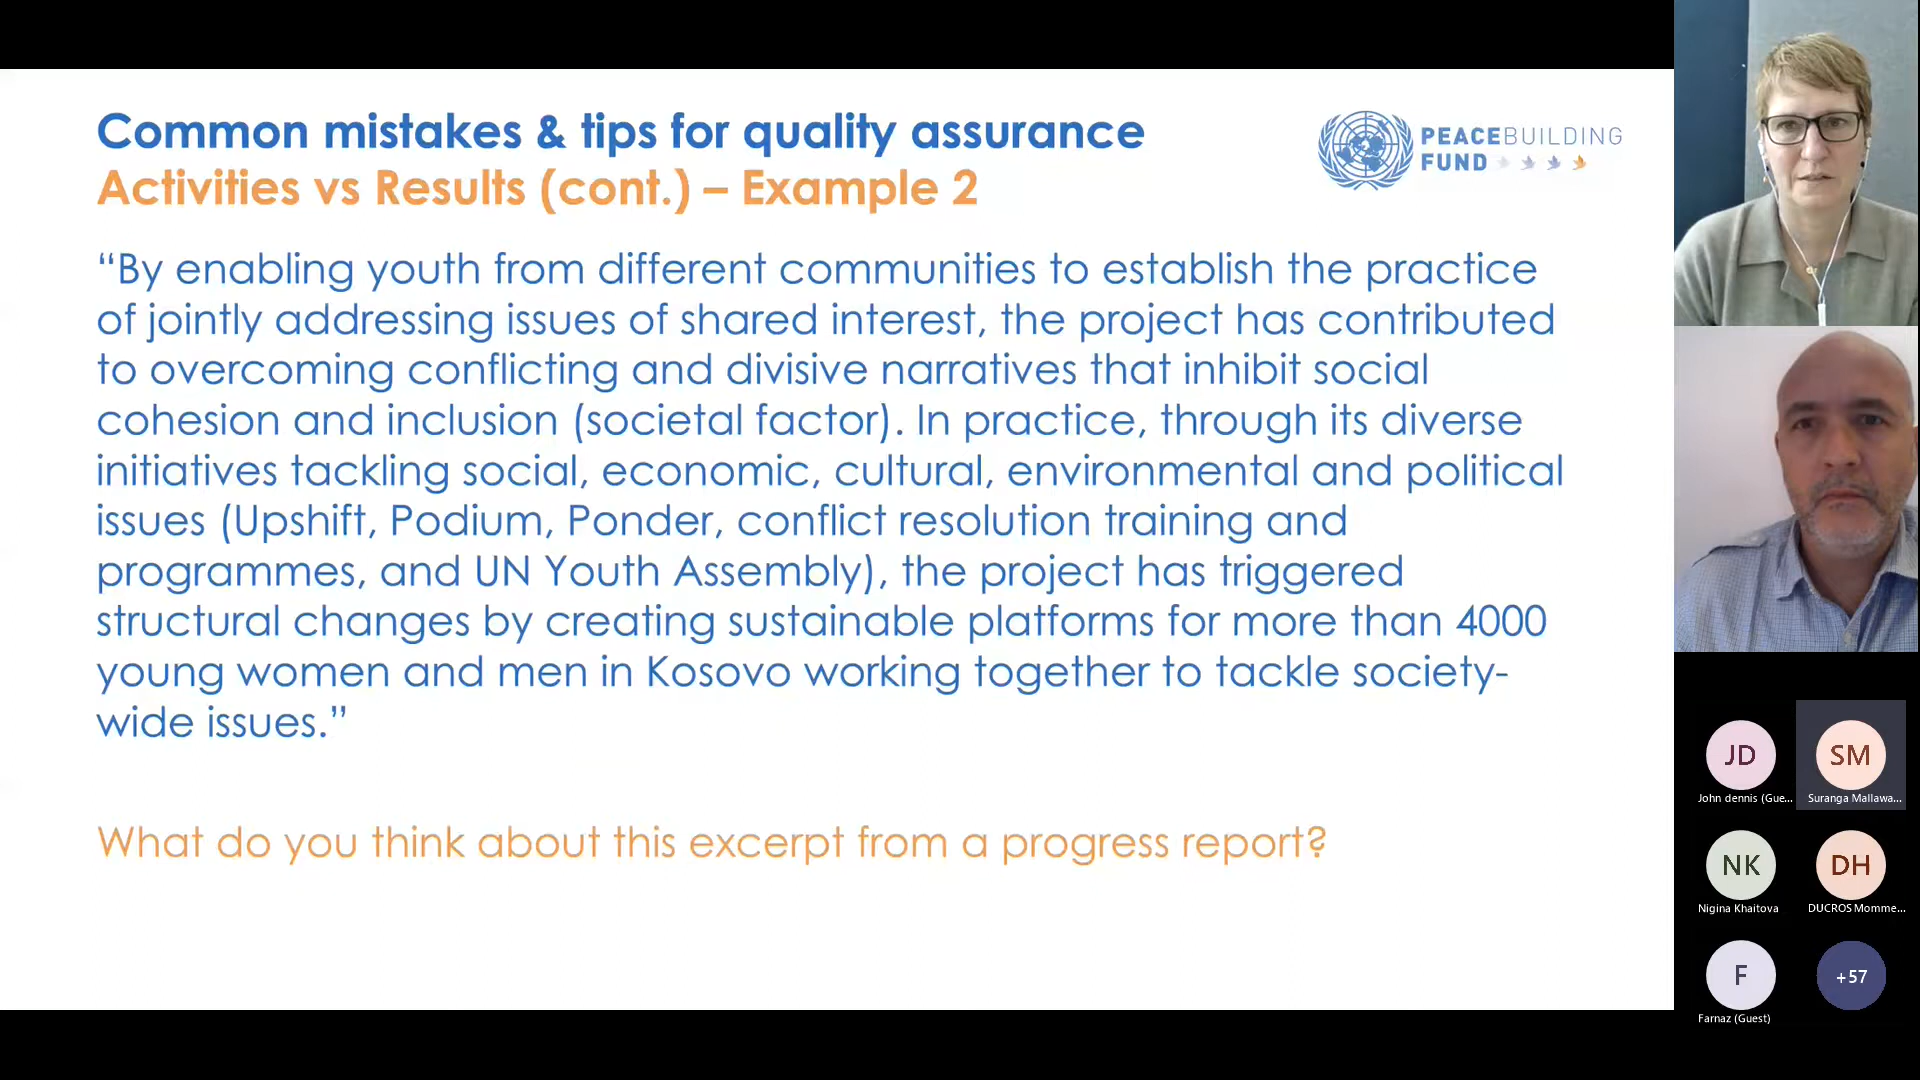 Common mistakes & tips for quality assurance
Activities vs Results (cont.) – Example 2
PEACEBUILDING
FUND
“By enabling youth from different communities to establish the practice
of jointly addressing issues of shared interest, the project has contributed
to overcoming conflicting and divisive narratives that inhibit social
cohesion and inclusion (societal factor). In practice, through its diverse
initiatives tackling social, economic, cultural, environmental and political
issues (Upshift, Podium, Ponder, conflict resolution training and
programmes, and UN Youth Assembly), the project has triggered
structural changes by creating sustainable platforms for more than 4000
young women and men in Kosovo working together to tackle society-
wide issues.”
What do you think about this excerpt from a progress report?
JD
John dennis (Gue...
SM
Suranga Mallawa...
NK
Nigina Khaitova
DH
DUCROS Momme...
F
Farnaz (Guest)
+57